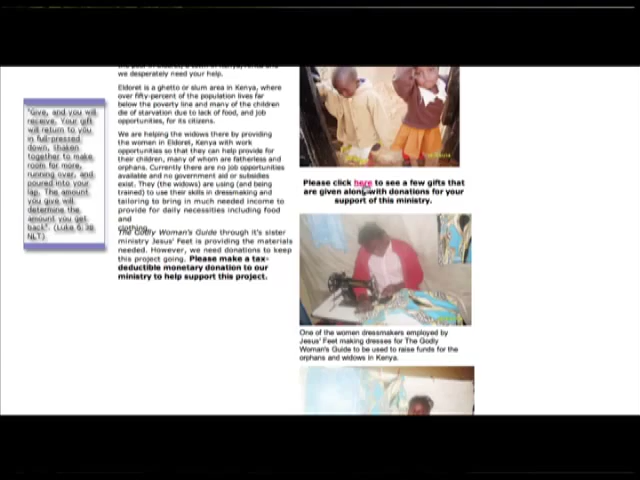 "Give, and you will
receive. Your gift
will return to you
in full-pressed
down, shaken
together to make
room for more,
running over, and
poured into your
lap. The amount
you give will
determine the
amount you get
back". (Luke 6:38
NLT)
we desperately need your help.
Eldoret is a ghetto or slum area in Kenya, where
over fifty-percent of the population lives far
below the poverty line and many of the children
die of starvation due to lack of food, and job
opportunities, for its citizens.
We are helping the widows there by providing
the women in Eldoret, Kenya with work
opportunities so that they can help provide for
their children, many of whom are fatherless and
orphans. Currently there are no job opportunities
available and no government aid or subsidies
exist. They (the widows) are using (and being
trained) to use their skills in dressmaking and
tailoring to bring in much needed income to
provide for daily necessities including food
and
clothing.
The Godly Woman's Guide through it's sister
ministry Jesus' Feet is providing the materials
needed. However, we need donations to keep
this project going. Please make a tax-
deductible monetary donation to our
ministry to help support this project.
Please click here to see a few gifts that
are given along with donations for your
support of this ministry.
One of the women dressmakers employed by
Jesus' Feet making dresses for The Godly
Woman's Guide to be used to raise funds for the
orphans and widows in Kenya.